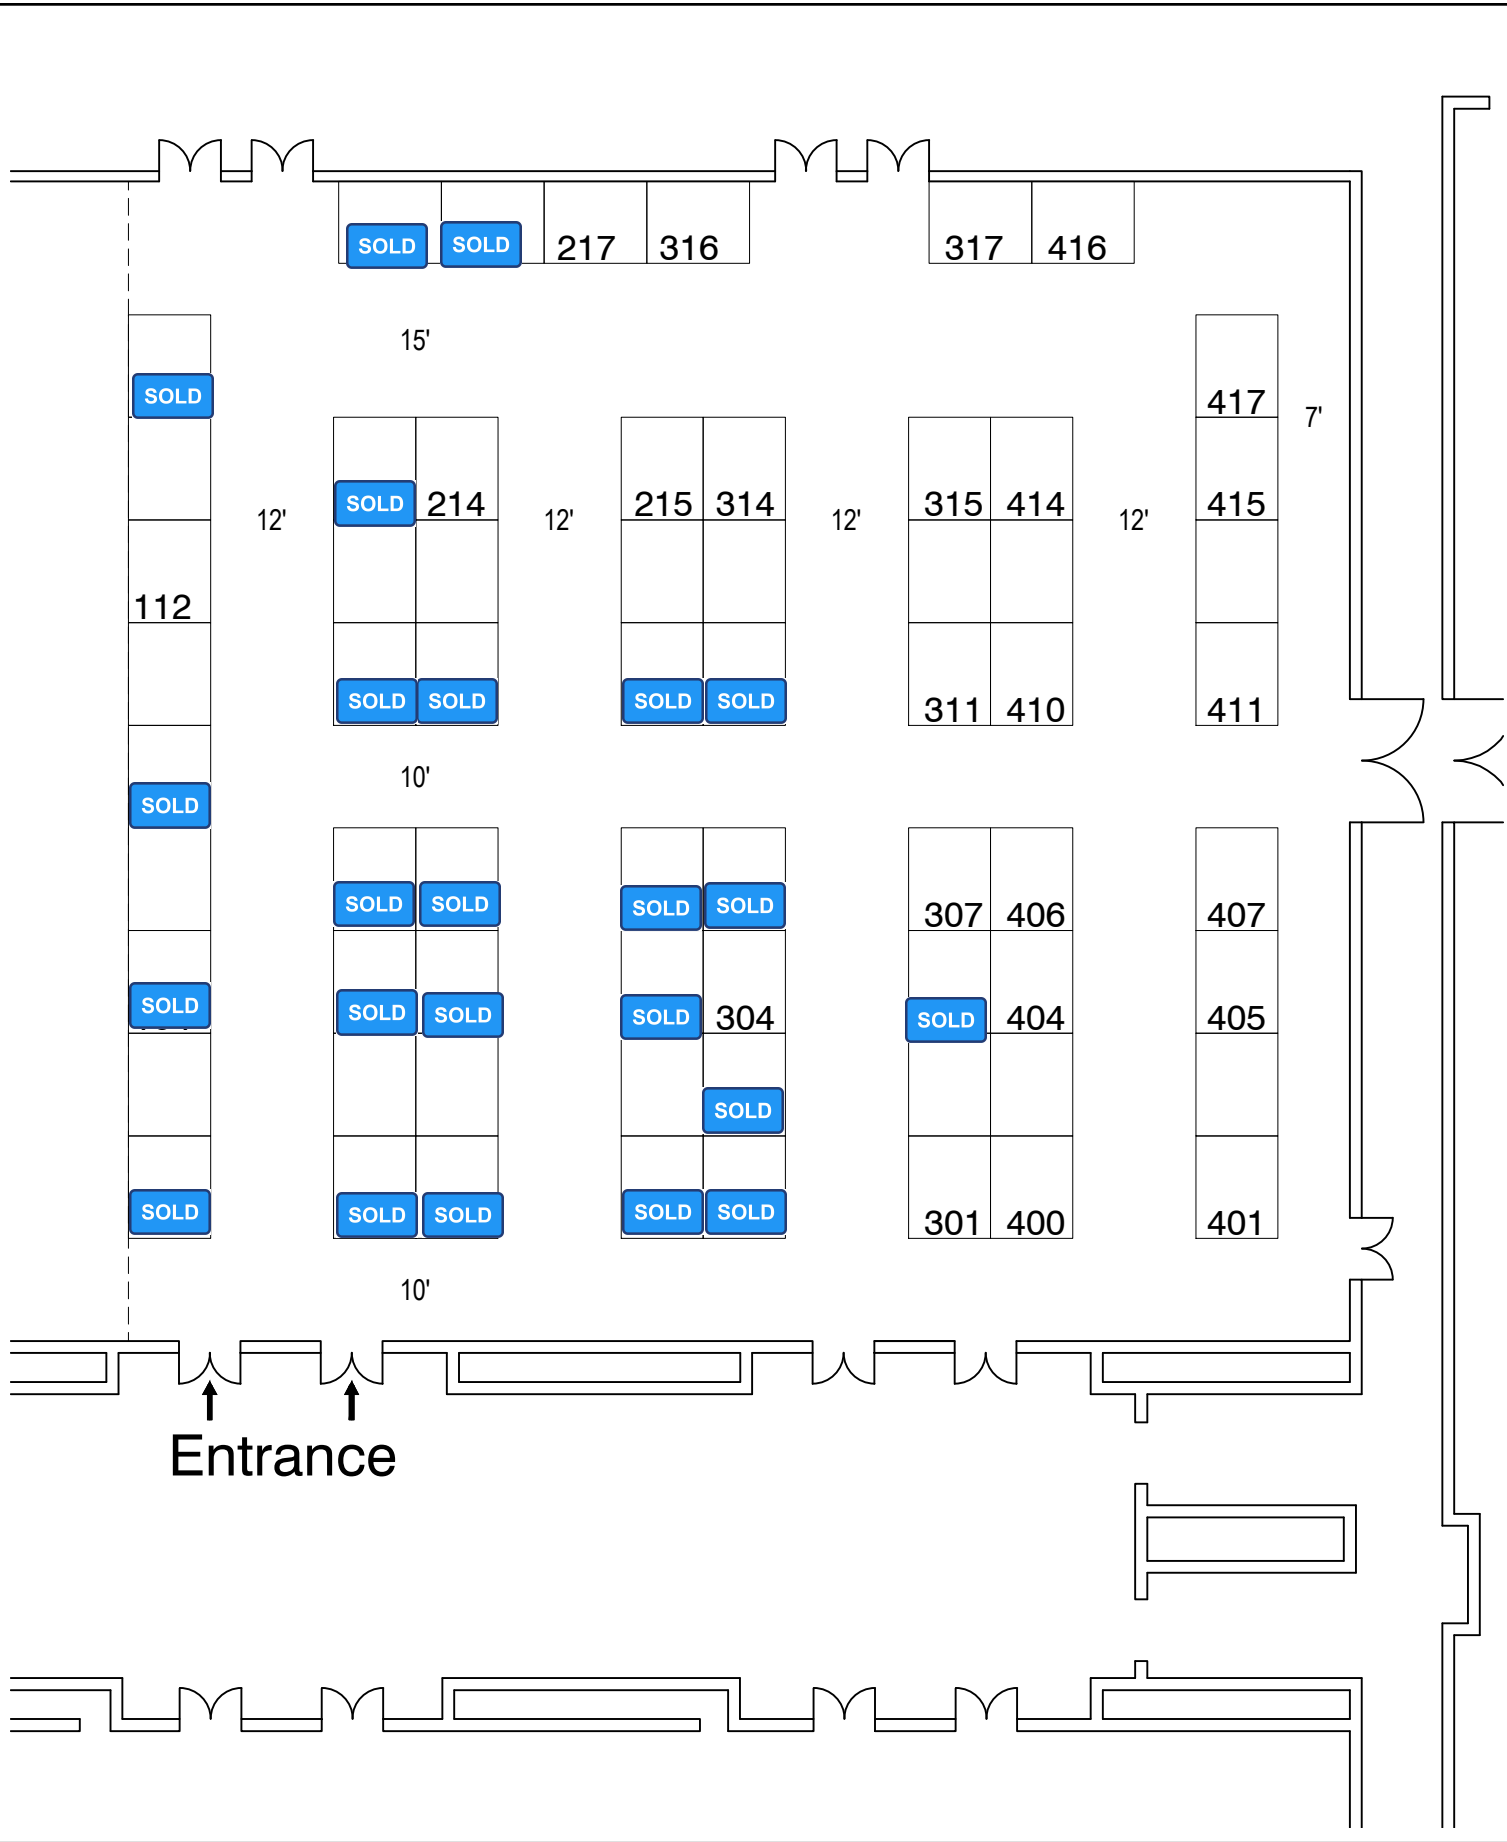 SOLD SOLD 217 316 317 416
15'
SOLD 417 7'
12' SOLD 214 12' 215 314 12' 315 414 12' 415
112
SOLD SOLD SOLD SOLD 311 410 411
10'
SOLD
SOLD SOLD SOLD SOLD 307 406 407
SOLD SOLD SOLD SOLD 304 SOLD 404 405
SOLD
SOLD SOLD SOLD SOLD SOLD 301 400 401
10'
Entrance